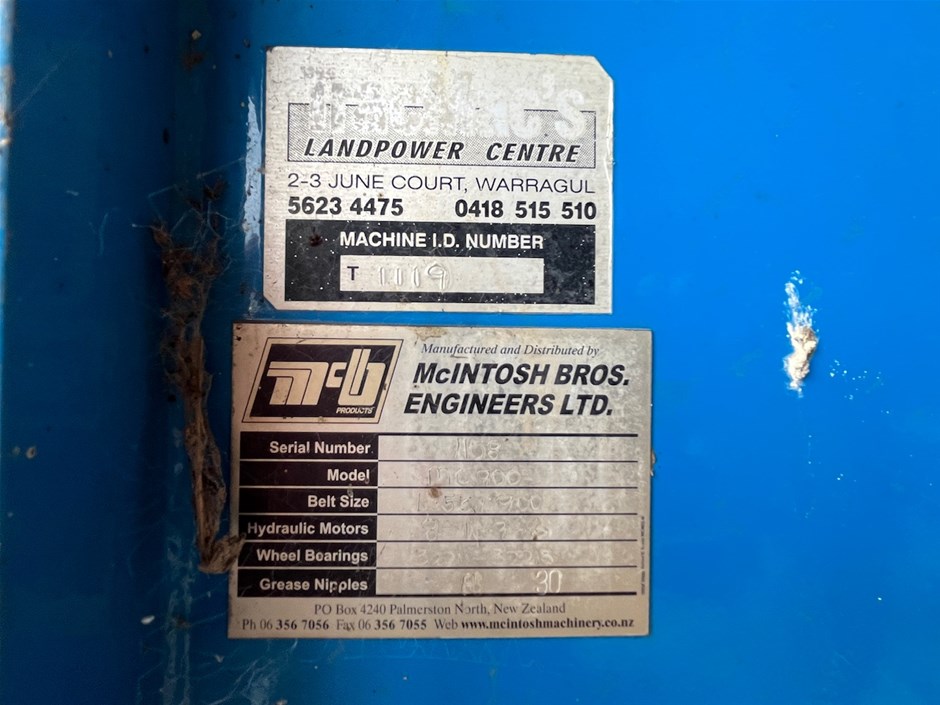 LANDPOWER CENTRE
2-3 JUNE COURT, WARRAGUL
5623 4475 0418 515 510
MACHINE I.D. NUMBER
T 1119
mcb
PRODUCTS
Manufactured and Distributed by
McINTOSH BROS.
ENGINEERS LTD.
Serial Number
Model
Belt Size
Hydraulic Motors
Wheel Bearings
Grease Nipples 30
PO Box 4240 Palmerston North, New Zealand
Ph 06 356 7056 Fax 06 356 7055 Web www.mcintoshmachinery.co.nz